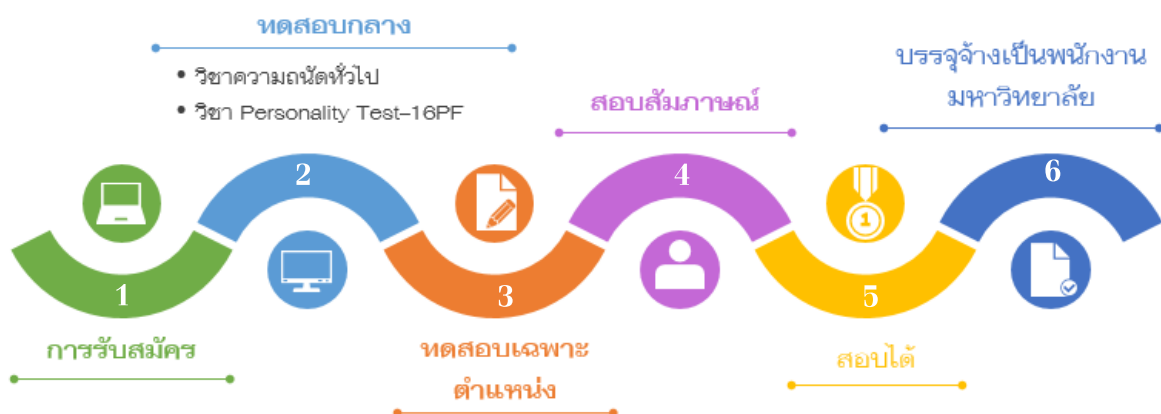 ทดสอบกลาง
• วิชาความถนัดทั่วไป
• วิชา Personality Test-16PF
สอบสัมภาษณ์
บรรจุจ้างเป็นพนักงาน
มหาวิทยาลัย
1
2
3
4
5
6
1
การรับสมัคร
ทดสอบเฉพาะ
ตำแหน่ง
สอบได้